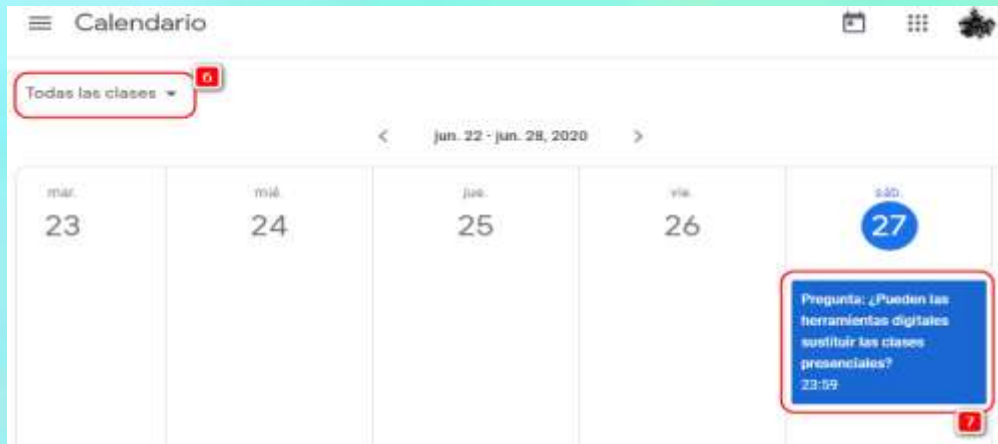 Calendario
6
Todas las clases
jun. 22 - jun. 28, 2020
mar. mié. jue. vie. sáb.
23 24 25 26 27
Pregunta: ¿Pueden las
herramientas digitales
sustituir las clases
presenciales?
23:59
7